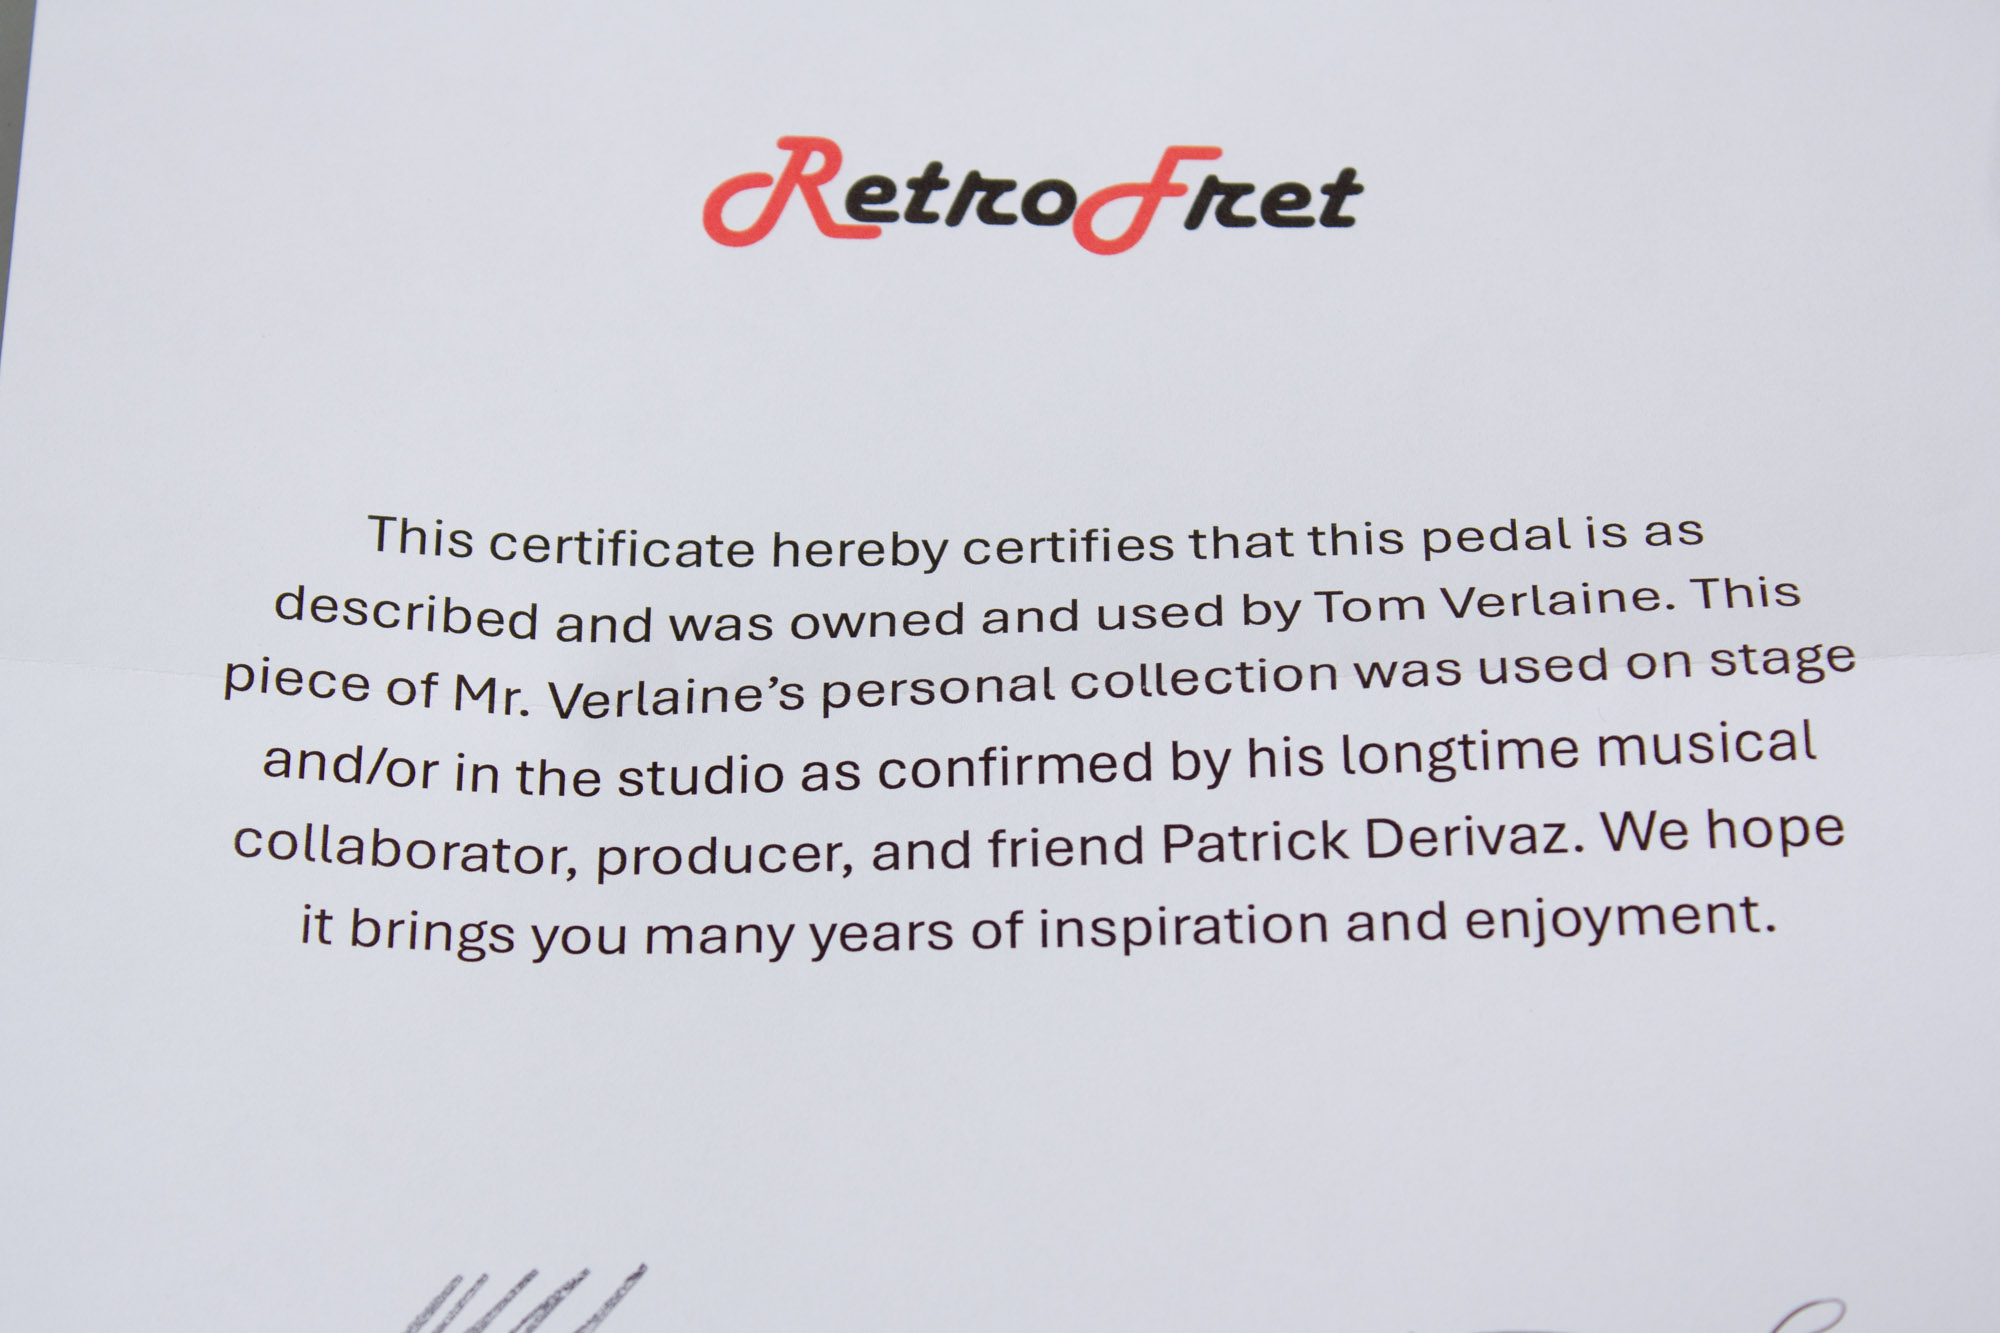 RetroFret
This certificate hereby certifies that this pedal is as
described and was owned and used by Tom Verlaine. This
piece of Mr. Verlaine’s personal collection was used on stage
and/or in the studio as confirmed by his longtime musical
collaborator, producer, and friend Patrick Derivaz. We hope
it brings you many years of inspiration and enjoyment.